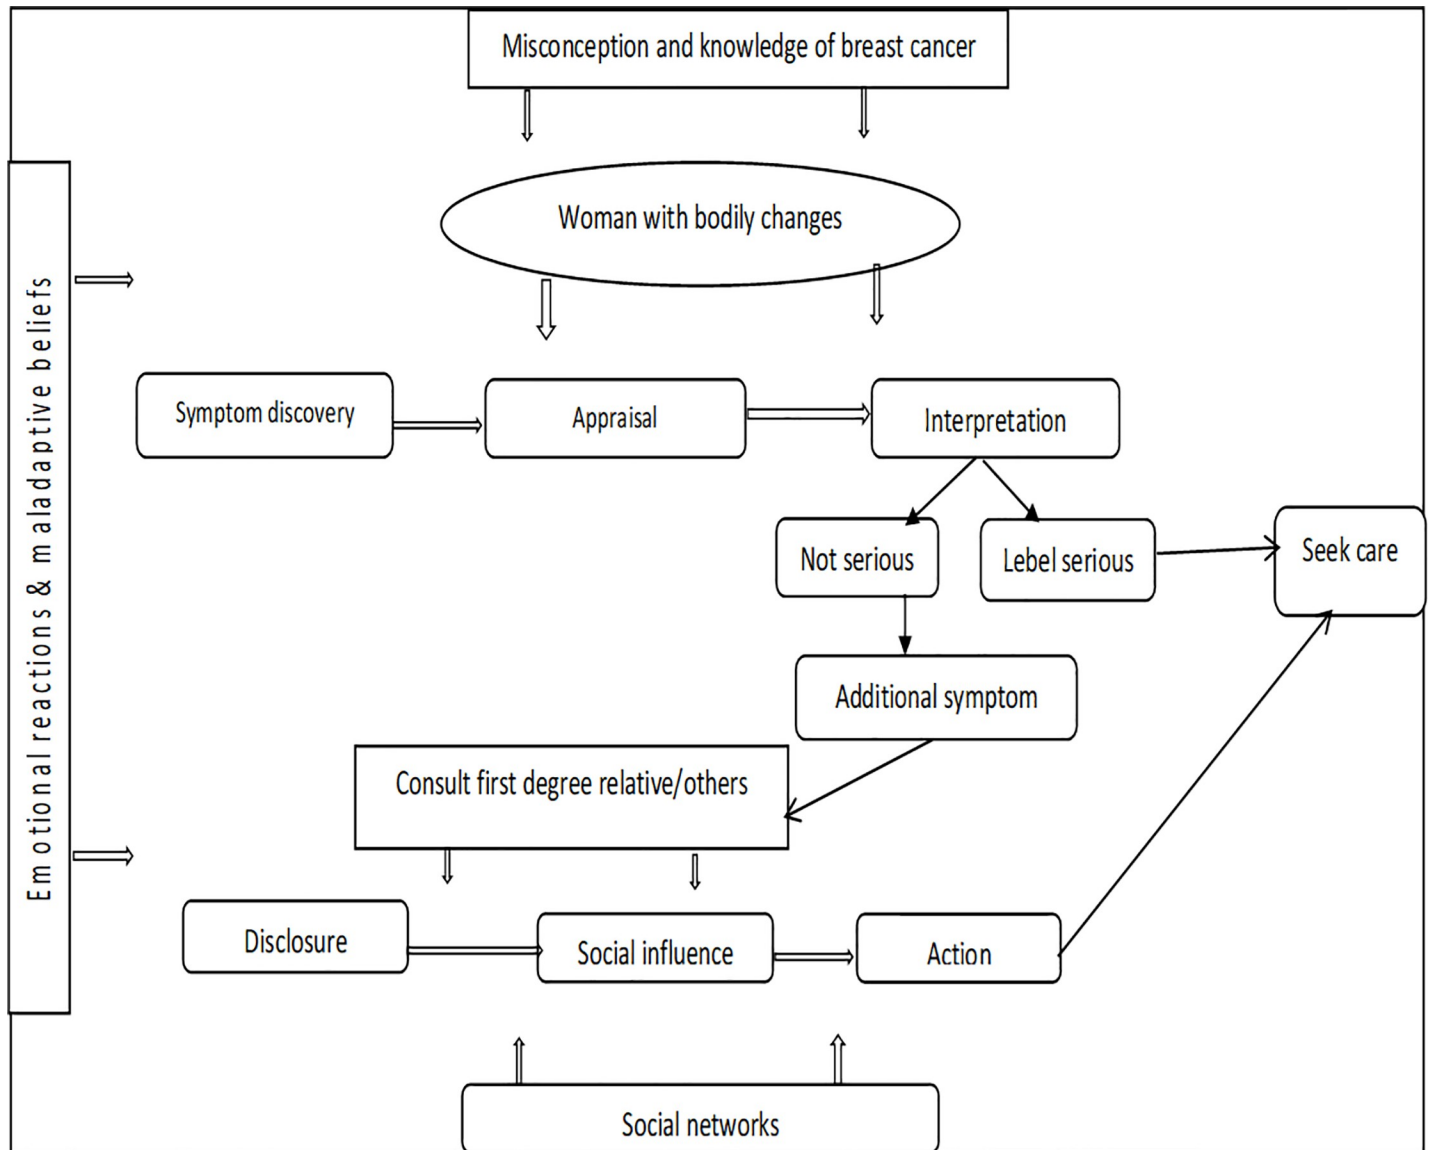 Misconception and knowledge of breast cancer
Woman with bodily changes
Emotional reactions & maladaptive beliefs
Symptom discovery
Appraisal
Interpretation
Not serious
Lebel serious
Seek care
Additional symptom
Consult first degree relative/others
Disclosure
Social influence
Action
Social networks